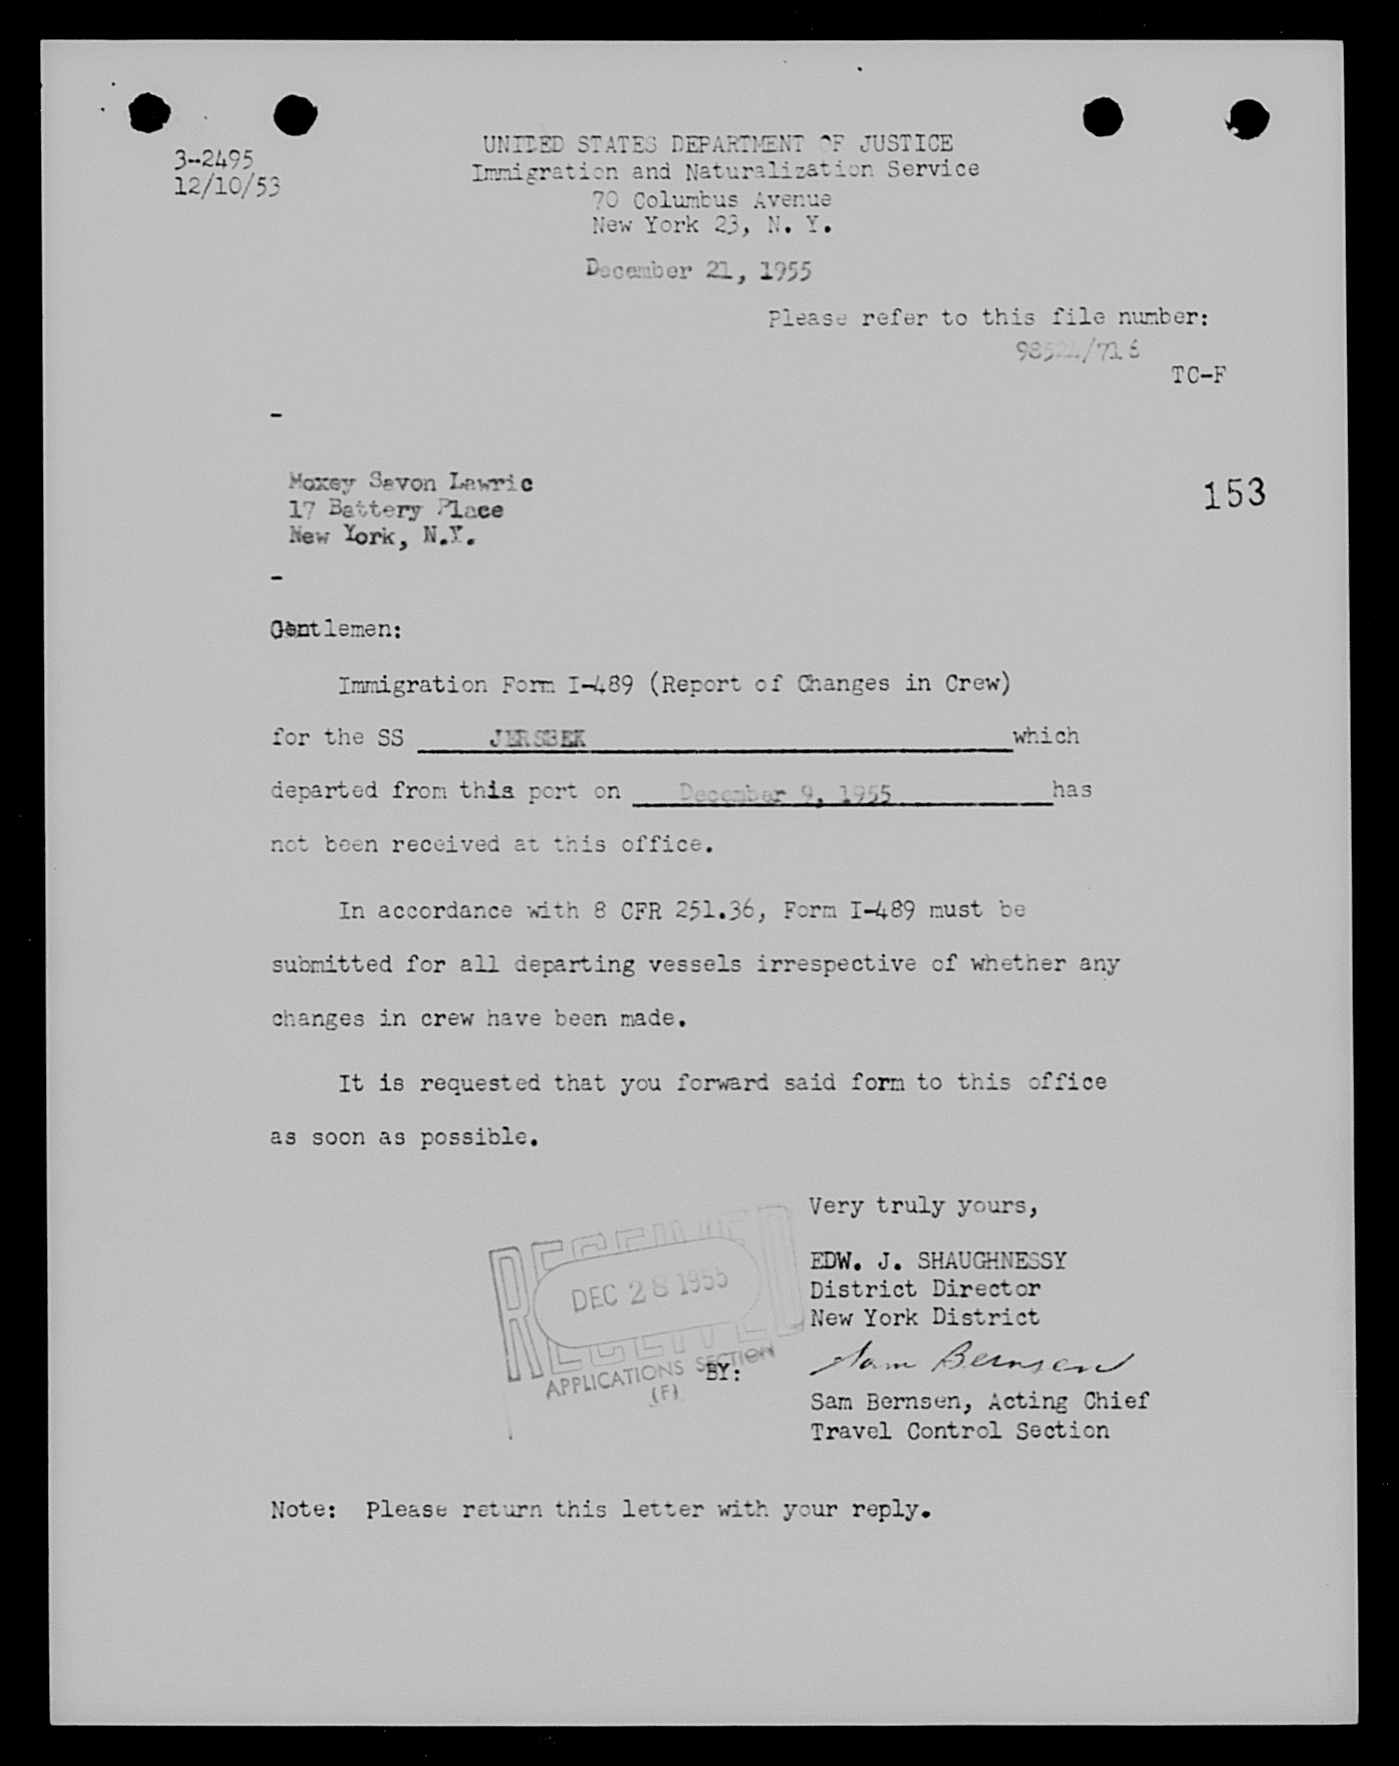 3-2495
12/10/53
UNITED STATES DEPARTMENT OF JUSTICE
Immigration and Naturalization Service
70 Columbus Avenue
New York 23, N. Y.
December 21, 1955
Please refer to this file number:
TC-F
-
Moxey Savon Lawric
17 Battery Place
New York, N.Y.
153
-
Gentlemen:
Immigration Form I-489 (Report of Changes in Crew)
for the SS JERSBEK which
departed from this port on December 9, 1955 has
not been received at this office.
In accordance with 8 CFR 251.36, Form I-489 must be
submitted for all departing vessels irrespective of whether any
changes in crew have been made.
It is requested that you forward said form to this office
as soon as possible.
Very truly yours,
EDW. J. SHAUGHNESSY
District Director
New York District
RECEIVED
DEC 28 1955
RECEIVED
APPLICATIONS SECTION
(F)
BY: Sam Bernsen
Sam Bernsen, Acting Chief
Travel Control Section
Note: Please return this letter with your reply.